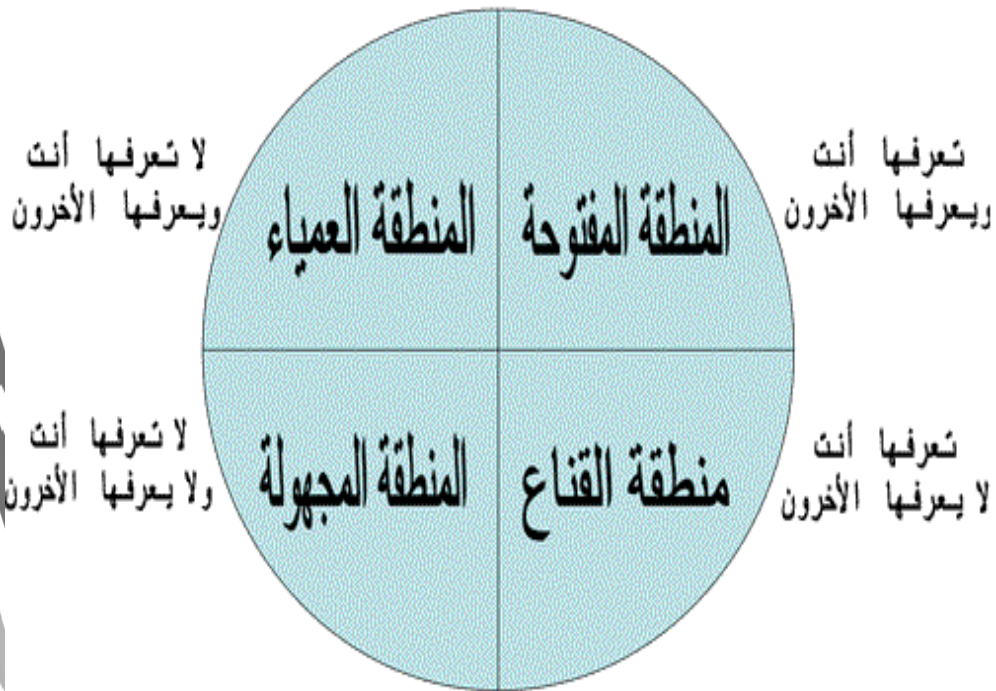 تعرفها أنت
ويعرفها الأخرون
المنطقة المفتوحة
المنطقة العمياء
لا تعرفها أنت
ويعرفها الأخرون
تعرفها أنت
لا يعرفها الأخرون
منطقة القناع
المنطقة المجهولة
لا تعرفها أنت
ولا يعرفها الأخرون